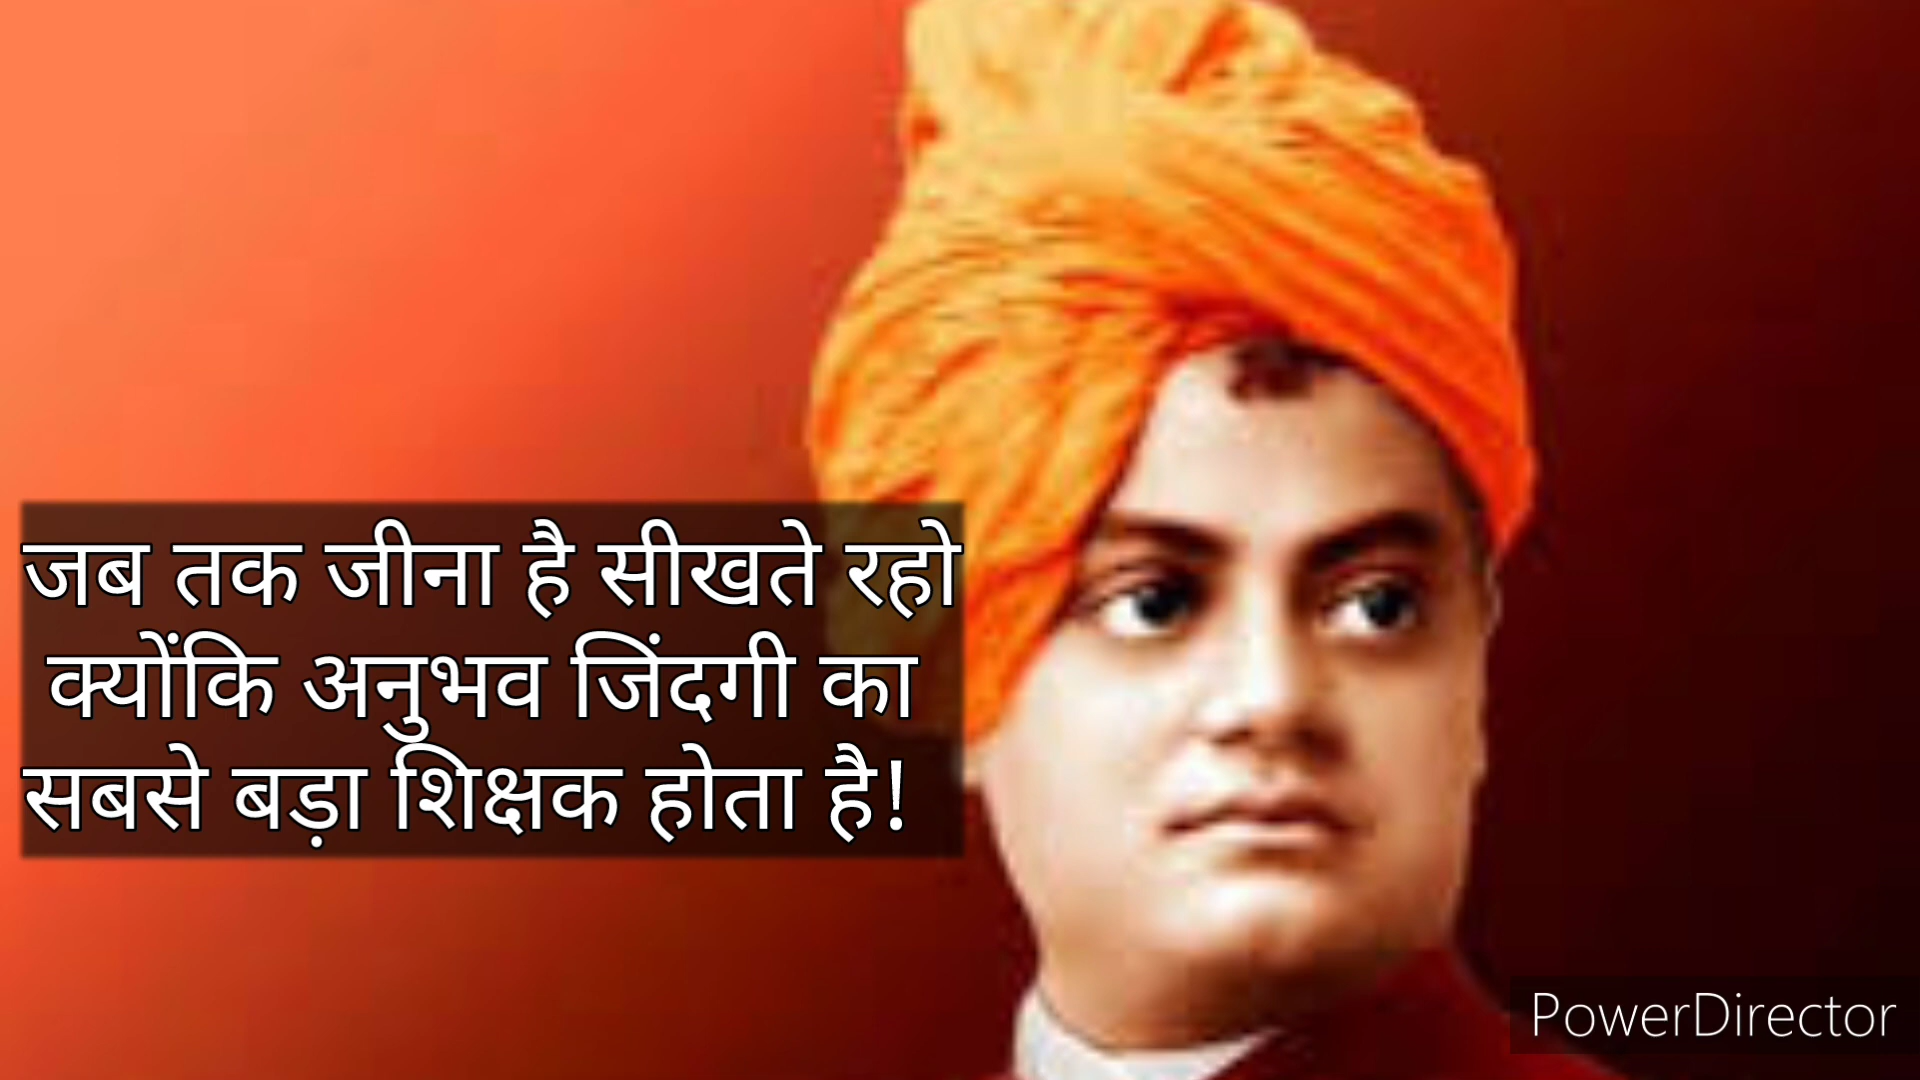 जब तक जीना है सीखते रहो
क्योंकि अनुभव जिंदगी का
सबसे बड़ा शिक्षक होता है!
PowerDirector